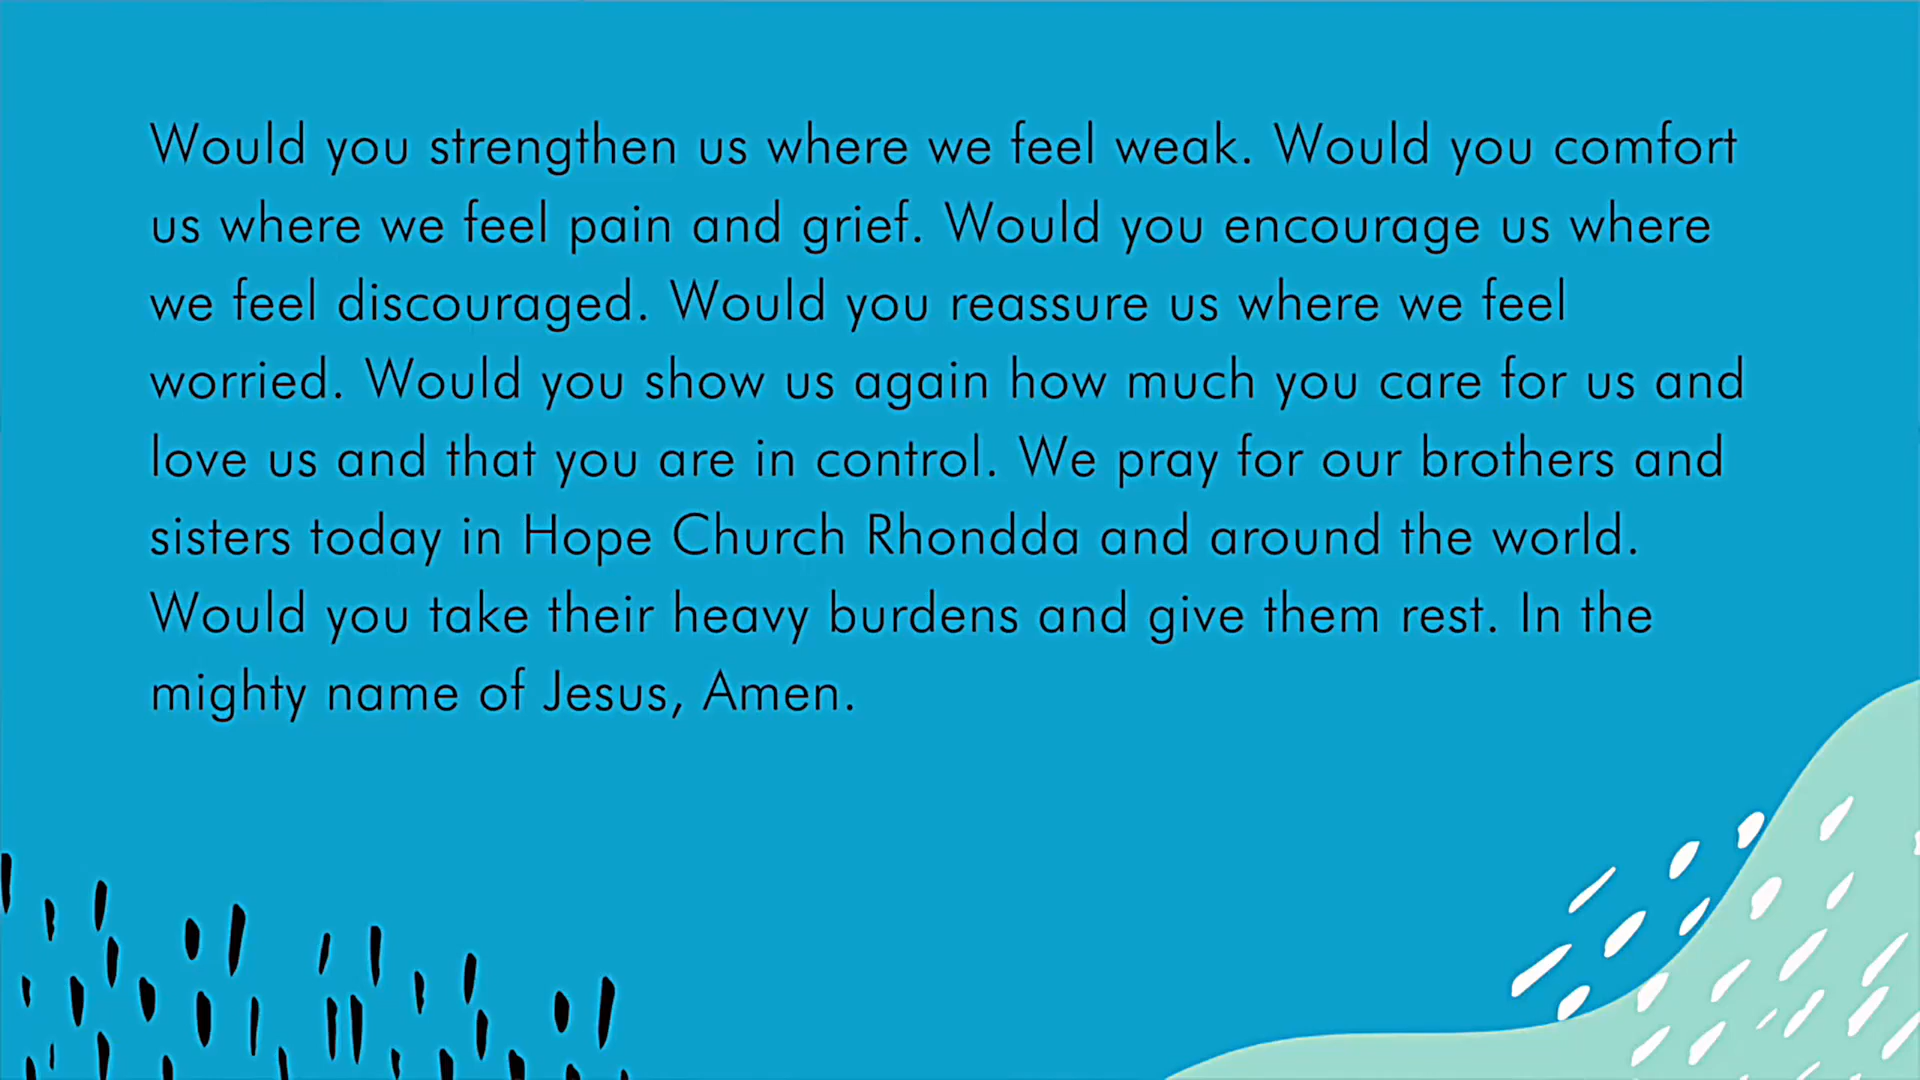 Would you strengthen us where we feel weak. Would you comfort
us where we feel pain and grief. Would you encourage us where
we feel discouraged. Would you reassure us where we feel
worried. Would you show us again how much you care for us and
love us and that you are in control. We pray for our brothers and
sisters today in Hope Church Rhondda and around the world.
Would you take their heavy burdens and give them rest. In the
mighty name of Jesus, Amen.